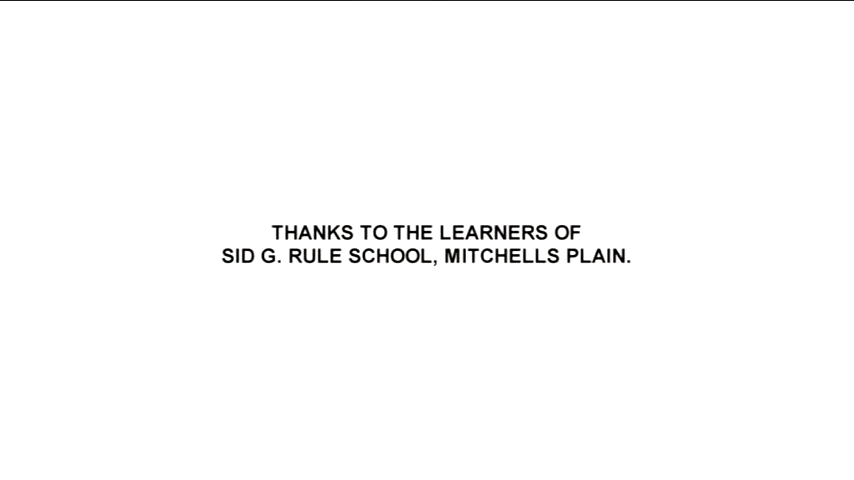 THANKS TO THE LEARNERS OF
SID G. RULE SCHOOL, MITCHELLS PLAIN.